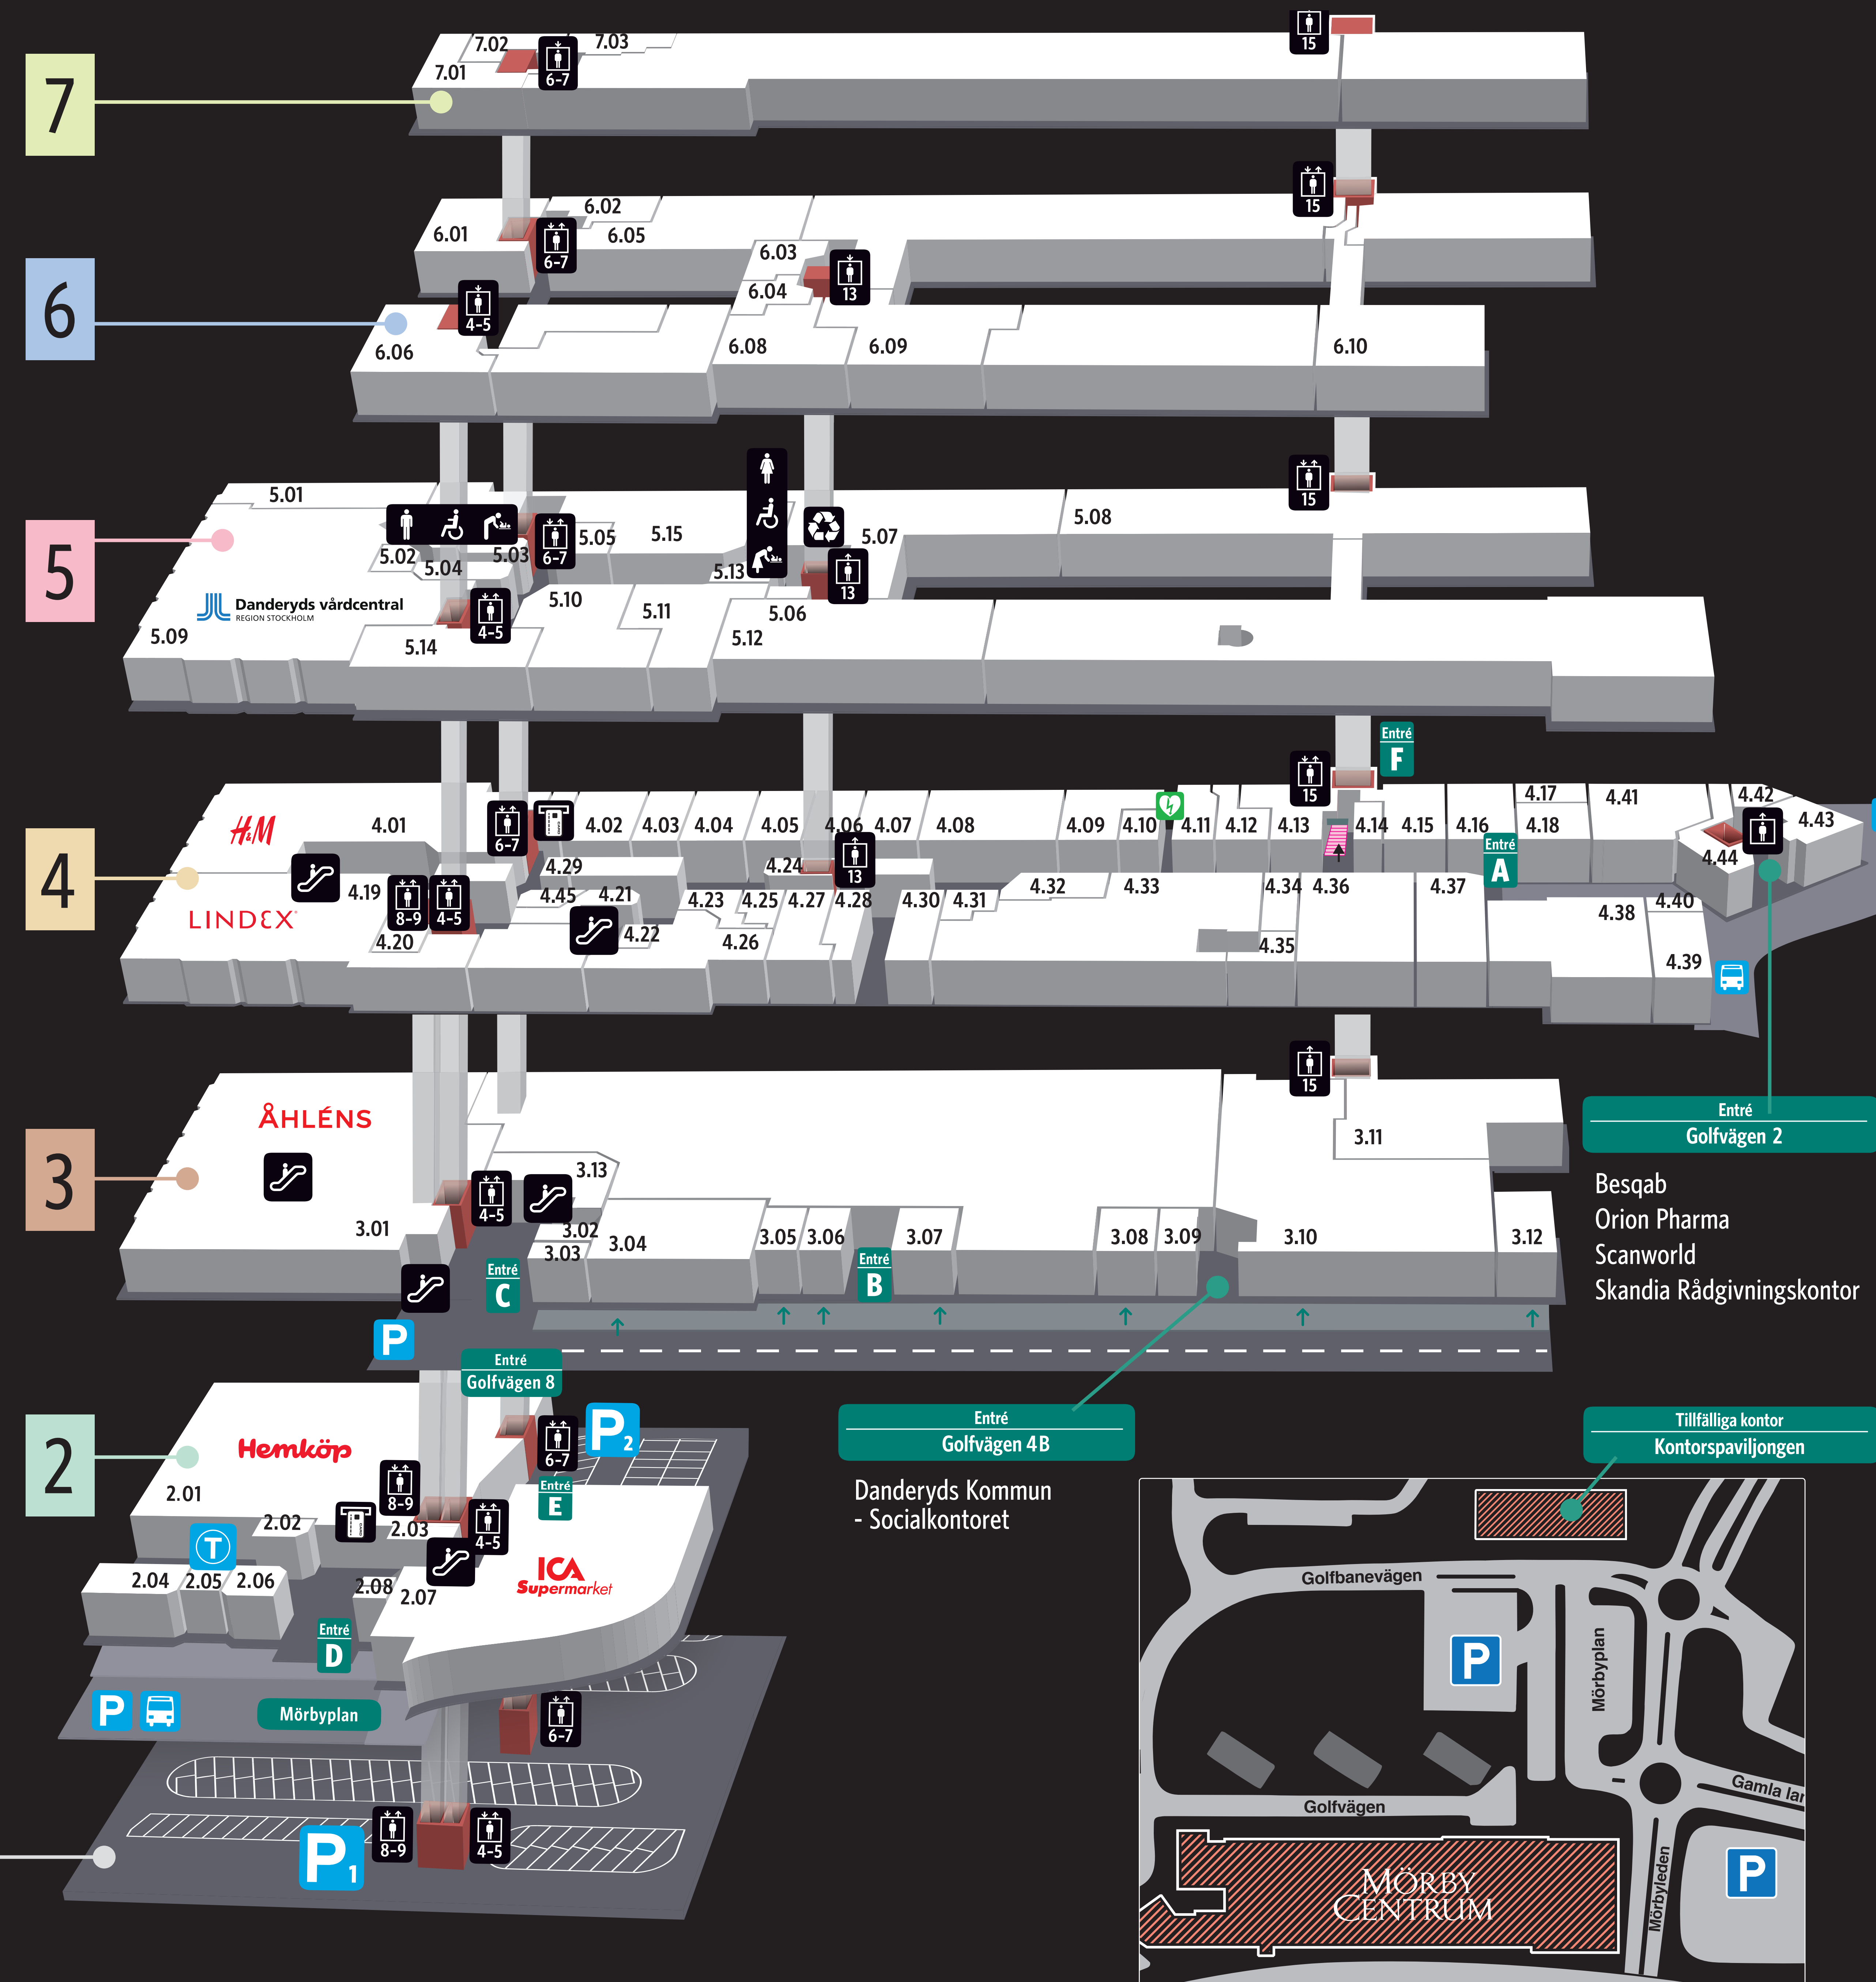 7
7.02
7.03
7.01
6-7
15
6
6.02
6.01
6.05
6-7
15
6.03
6.04
13
4-5
6.06
6.08
6.09
6.10
5
5.01
5.02
5.03
5.04
6-7
5.05
5.15
5.13
5.07
13
5.08
15
Danderyds vårdcentral
REGION STOCKHOLM
5.09
4-5
5.14
5.10
5.11
5.06
5.12
Entré
F
4
H&M
4.01
6-7
4.02
4.03
4.04
4.05
4.06
4.07
4.08
4.09
4.10
4.11
4.12
4.13
15
4.14
4.15
4.16
4.17
4.18
4.41
4.42
4.43
4.44
Entré
A
LINDEX
4.19
8-9
4-5
4.20
4.29
4.45
4.21
4.22
4.23
4.24
13
4.25
4.26
4.27
4.28
4.30
4.31
4.32
4.33
4.34
4.35
4.36
4.37
4.38
4.40
4.39
3
ÅHLÉNS
3.01
4-5
3.13
3.02
3.03
3.04
3.05
3.06
3.07
3.08
3.09
3.10
15
3.11
3.12
Entré
C
Entré
B
P
Entré
Golfvägen 2
Besqab
Orion Pharma
Scanworld
Skandia Rådgivningskontor
Entré
Golfvägen 8
Entré
Golfvägen 4B
Danderyds Kommun
- Socialkontoret
2
Hemköp
2.01
8-9
6-7
P2
Entré
E
2.02
2.03
4-5
T
ICA
Supermarket
2.04
2.05
2.06
2.08
2.07
Entré
D
P
Mörbyplan
6-7
P1
8-9
4-5
Tillfälliga kontor
Kontorspaviljongen
Golfbanevägen
P
Mörbyplan
Golfvägen
Gamla lan
MÖRBY
CENTRUM
Mörbyleden
P